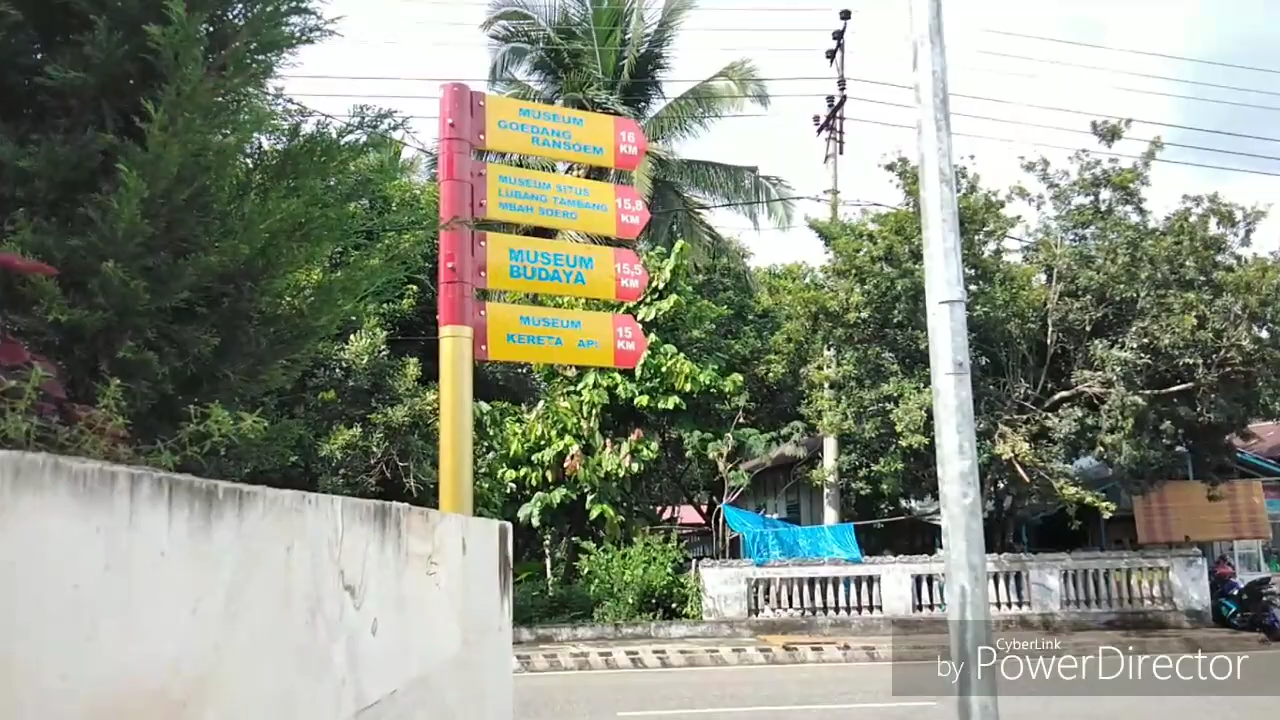 MUSEUM
GOEDANG
RANSOEM
16
KM
MUSEUM SITUS
LUBANG TAMBANG
MBAH SOERO
15,8
KM
MUSEUM
BUDAYA
15,5
KM
MUSEUM
KERETA API
15
KM
CyberLink
by PowerDirector